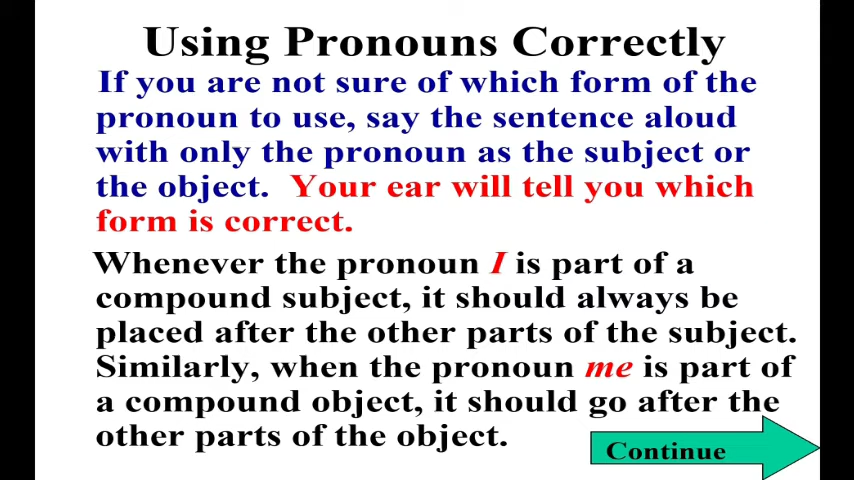 Using Pronouns Correctly
If you are not sure of which form of the
pronoun to use, say the sentence aloud
with only the pronoun as the subject or
the object. Your ear will tell you which
form is correct.
Whenever the pronoun I is part of a
compound subject, it should always be
placed after the other parts of the subject.
Similarly, when the pronoun me is part of
a compound object, it should go after the
other parts of the object.
Continue